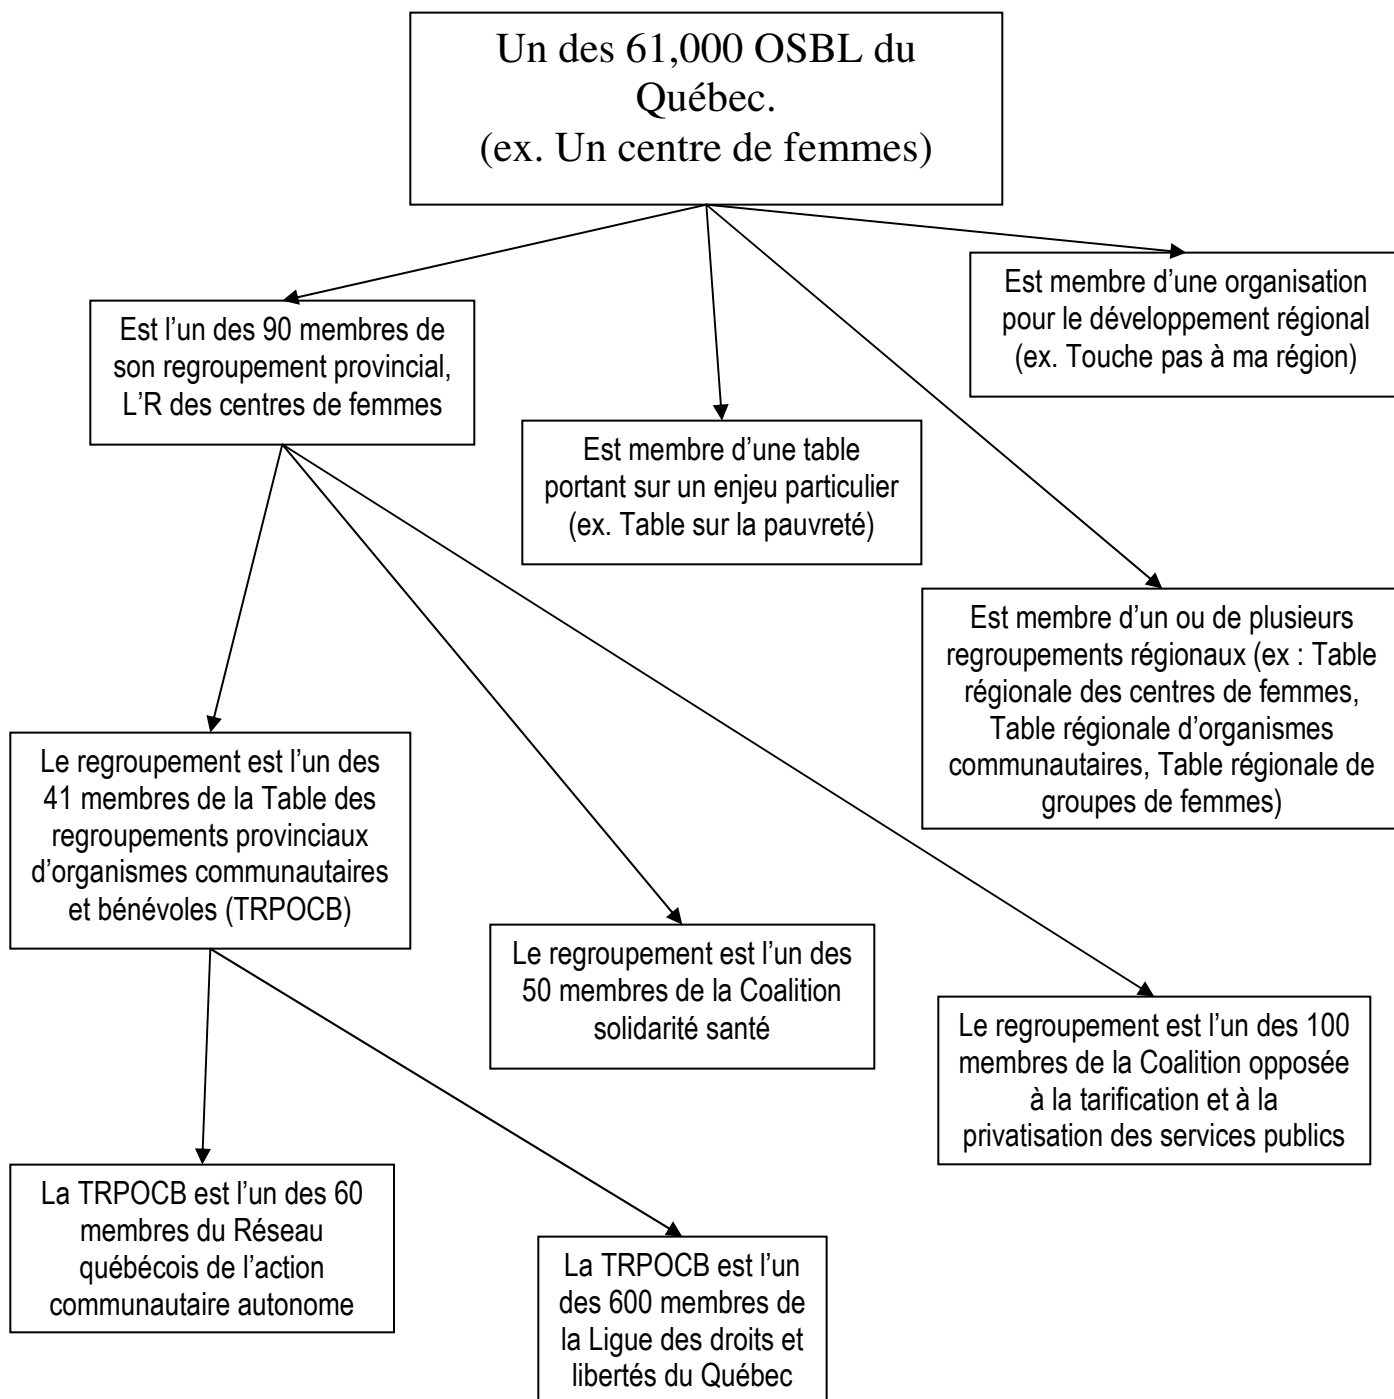 Un des 61,000 OSBL du
Québec.
(ex. Un centre de femmes)
Est membre d’une organisation
pour le développement régional
(ex. Touche pas à ma région)
Est l’un des 90 membres de
son regroupement provincial,
L’R des centres de femmes
Est membre d’une table
portant sur un enjeu particulier
(ex. Table sur la pauvreté)
Est membre d’un ou de plusieurs
regroupements régionaux (ex : Table
régionale des centres de femmes,
Table régionale d’organismes
communautaires, Table régionale de
groupes de femmes)
Le regroupement est l’un des
41 membres de la Table des
regroupements provinciaux
d’organismes communautaires
et bénévoles (TRPOCB)
Le regroupement est l’un des
50 membres de la Coalition
solidarité santé
Le regroupement est l’un des 100
membres de la Coalition opposée
à la tarification et à la
privatisation des services publics
La TRPOCB est l’un des 60
membres du Réseau
québécois de l’action
communautaire autonome
La TRPOCB est l’un
des 600 membres de
la Ligue des droits et
libertés du Québec